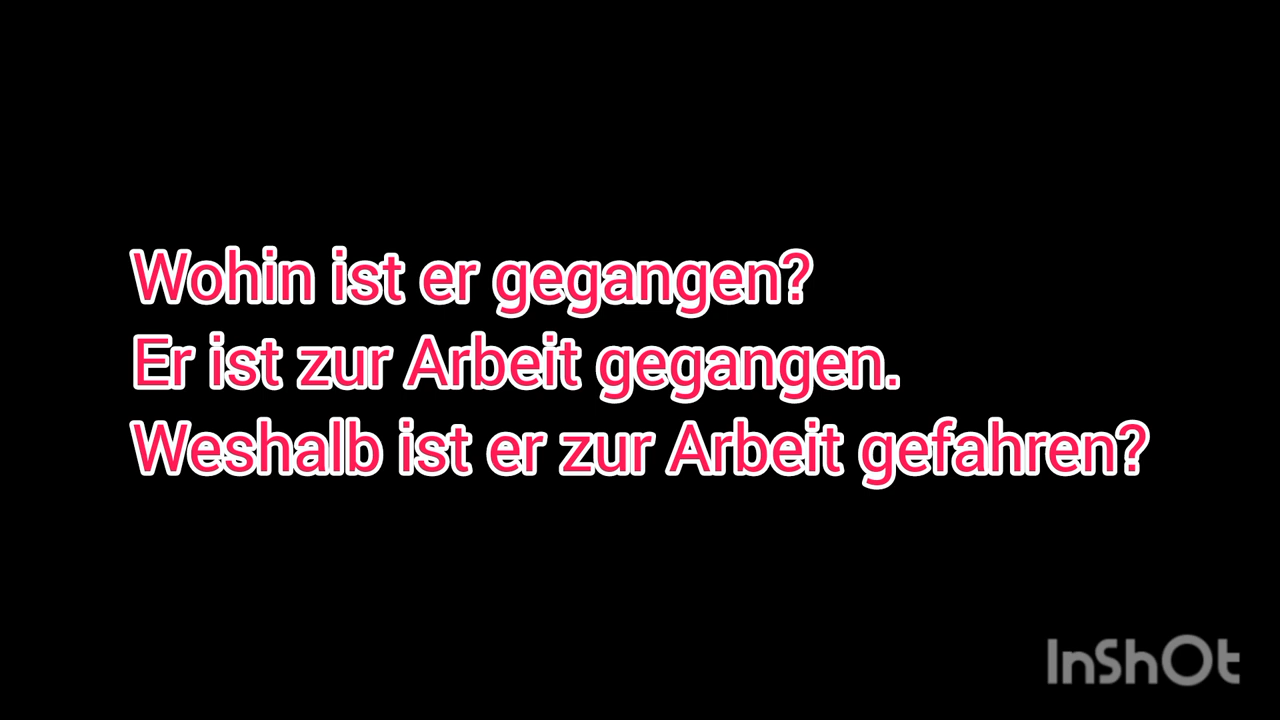 Wohin ist er gegangen?
Er ist zur Arbeit gegangen.
Weshalb ist er zur Arbeit gefahren?
InShOt